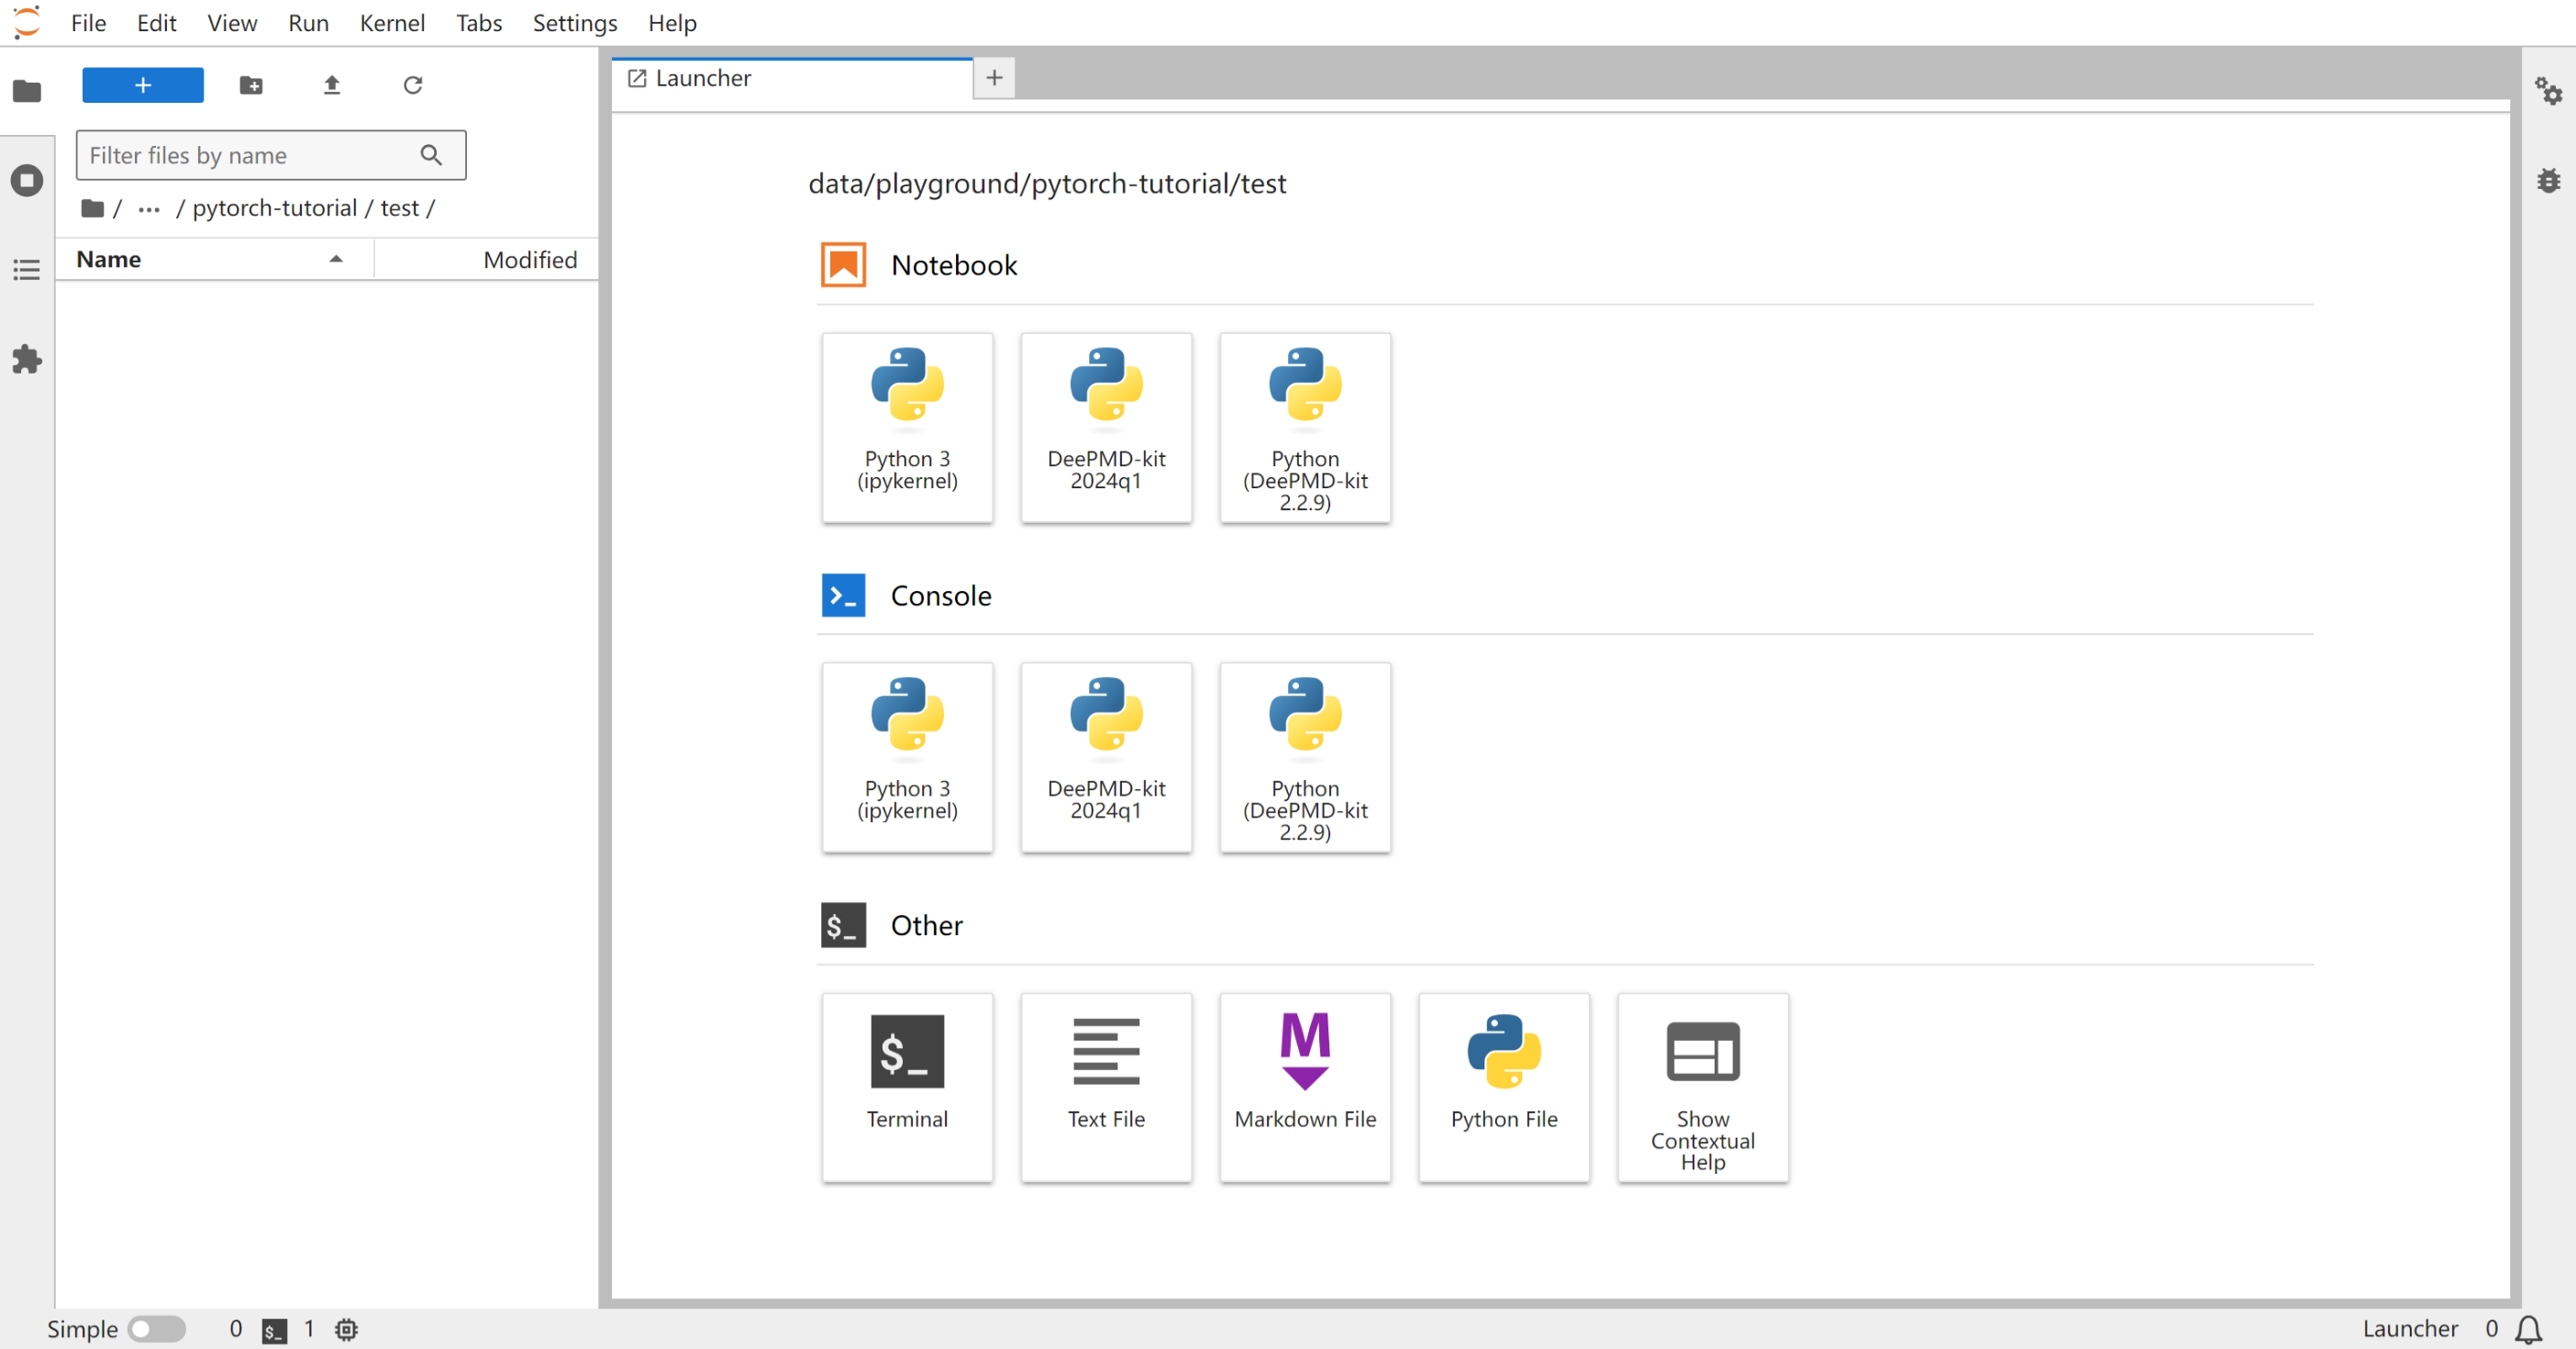 File Edit View Run Kernel Tabs Settings Help
Launcher
Filter files by name
/ ··· / pytorch-tutorial / test /
Name Modified
data/playground/pytorch-tutorial/test
Notebook
Python 3
(ipykernel)
DeePMD-kit
2024q1
Python
(DeePMD-kit
2.2.9)
Console
Python 3
(ipykernel)
DeePMD-kit
2024q1
Python
(DeePMD-kit
2.2.9)
$_ Other
$_
Terminal
Text File
M
Markdown File
Python File
Show
Contextual
Help
Simple 0 $_ 1 Launcher 0